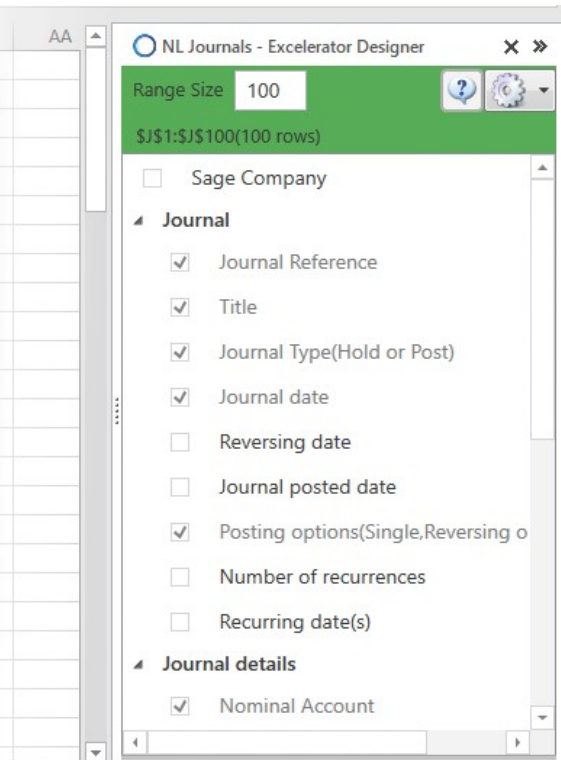 AA
NL Journals - Excelerator Designer
Range Size 100
$J$1:$J$100(100 rows)
Sage Company
Journal
Journal Reference
Title
Journal Type(Hold or Post)
Journal date
Reversing date
Journal posted date
Posting options(Single,Reversing o
Number of recurrences
Recurring date(s)
Journal details
Nominal Account